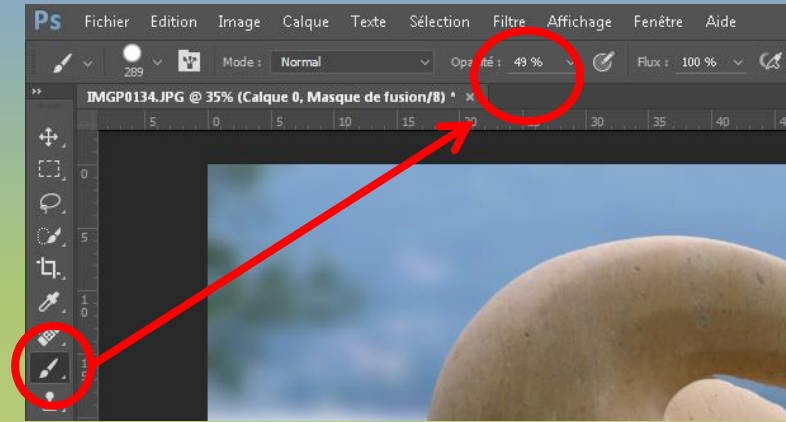 Ps Fichier Edition Image Calque Texte Sélection Filtre Affichage Fenêtre Aide
289 Mode : Normal Opacité : 49 % Flux : 100 %
IMGP0134.JPG @ 35% (Calque 0, Masque de fusion/8) * ×
5 0 5 10 15 20 25 30 35 40
0
5
10
15